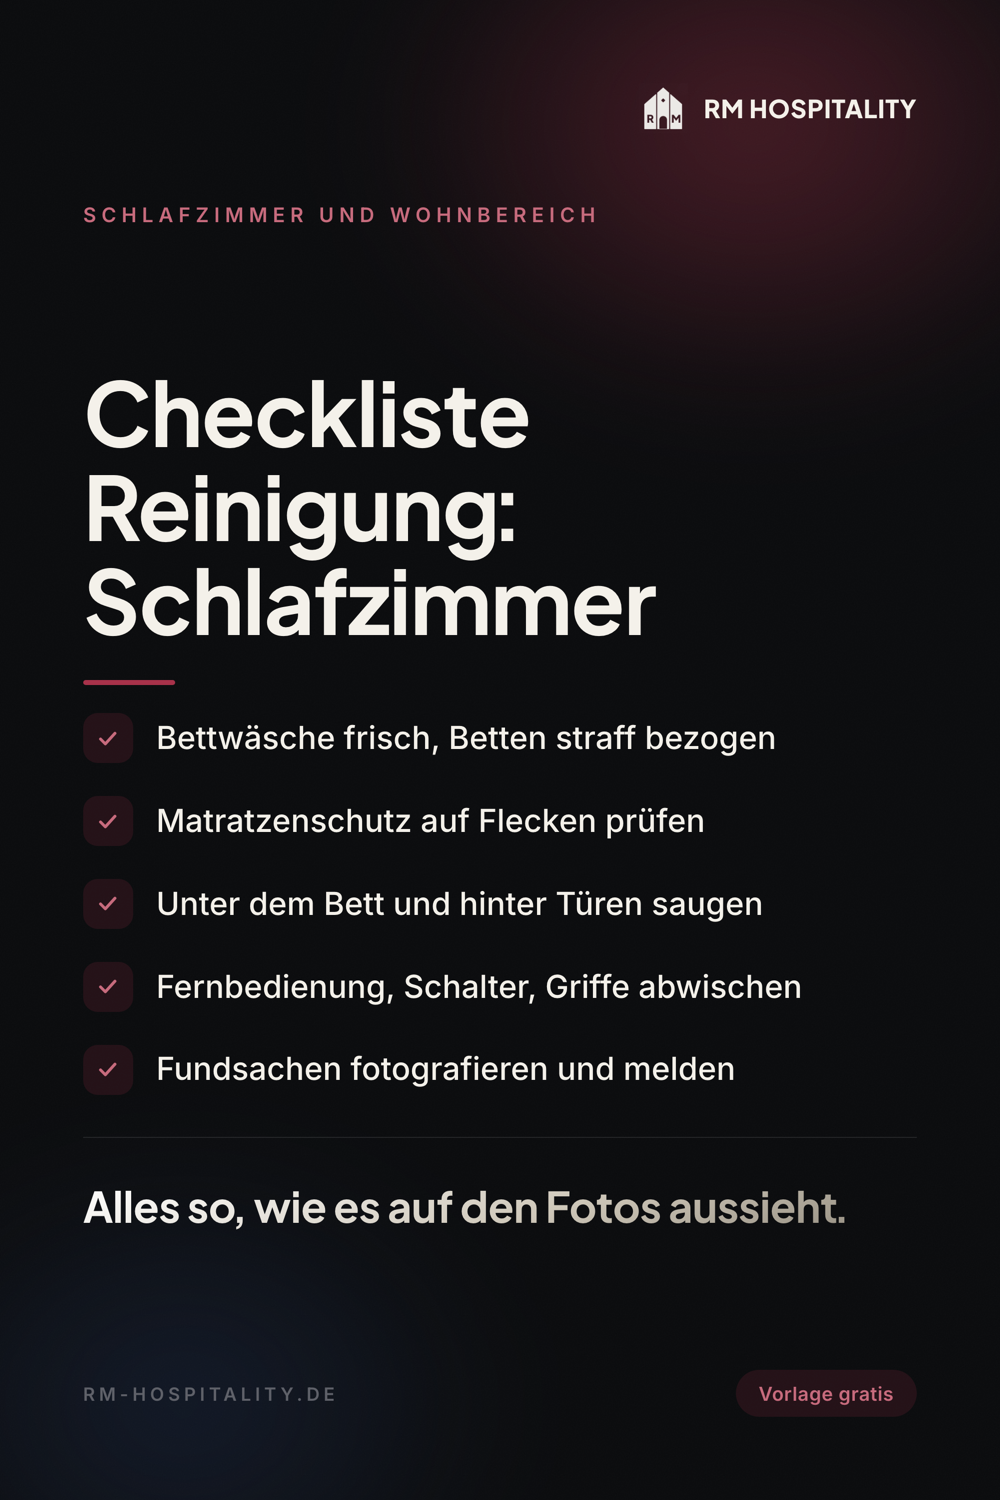 R M
RM HOSPITALITY
SCHLAFZIMMER UND WOHNBEREICH
Checkliste
Reinigung:
Schlafzimmer
Bettwäsche frisch, Betten straff bezogen
Matratzenschutz auf Flecken prüfen
Unter dem Bett und hinter Türen saugen
Fernbedienung, Schalter, Griffe abwischen
Fundsachen fotografieren und melden
Alles so, wie es auf den Fotos aussieht.
RM-HOSPITALITY.DE
Vorlage gratis